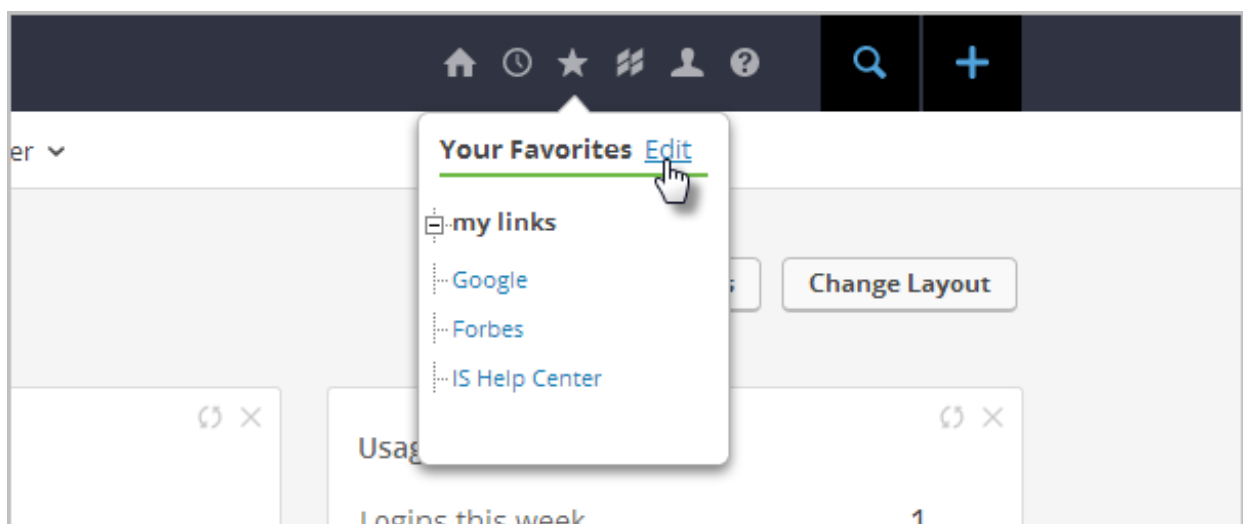 er
Your Favorites Edit
my links
Google
Forbes
IS Help Center
s Change Layout
Usag
Logins this week 1